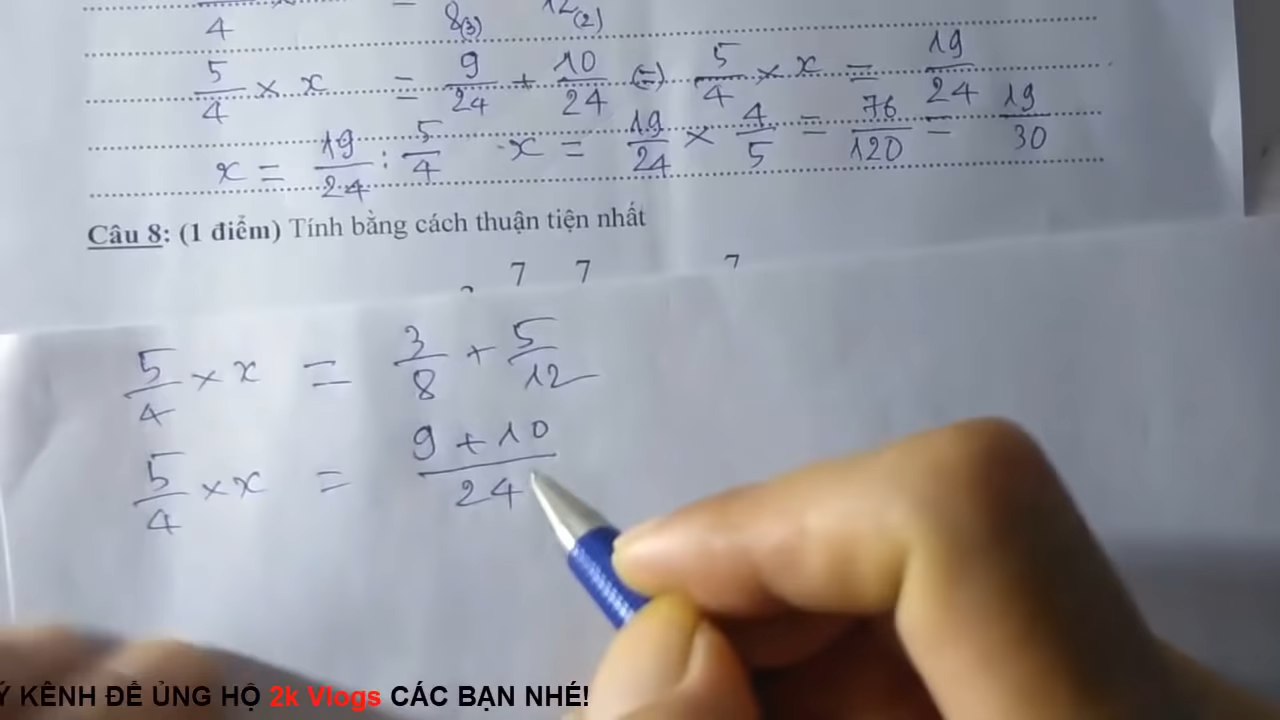 4 8(3) 12(2)
5/4 × x = 9/24 + 10/24 (=) 5/4 × x = 19/24
x = 19/24 : 5/4 x = 19/24 × 4/5 = 76/120 = 19/30
Câu 8: (1 điểm) Tính bằng cách thuận tiện nhất
7 7 7
5/4 × x = 3/8 + 5/12
5/4 × x = 9 + 10/24
Ý KÊNH ĐỂ ỦNG HỘ 2k Vlogs CÁC BẠN NHÉ!